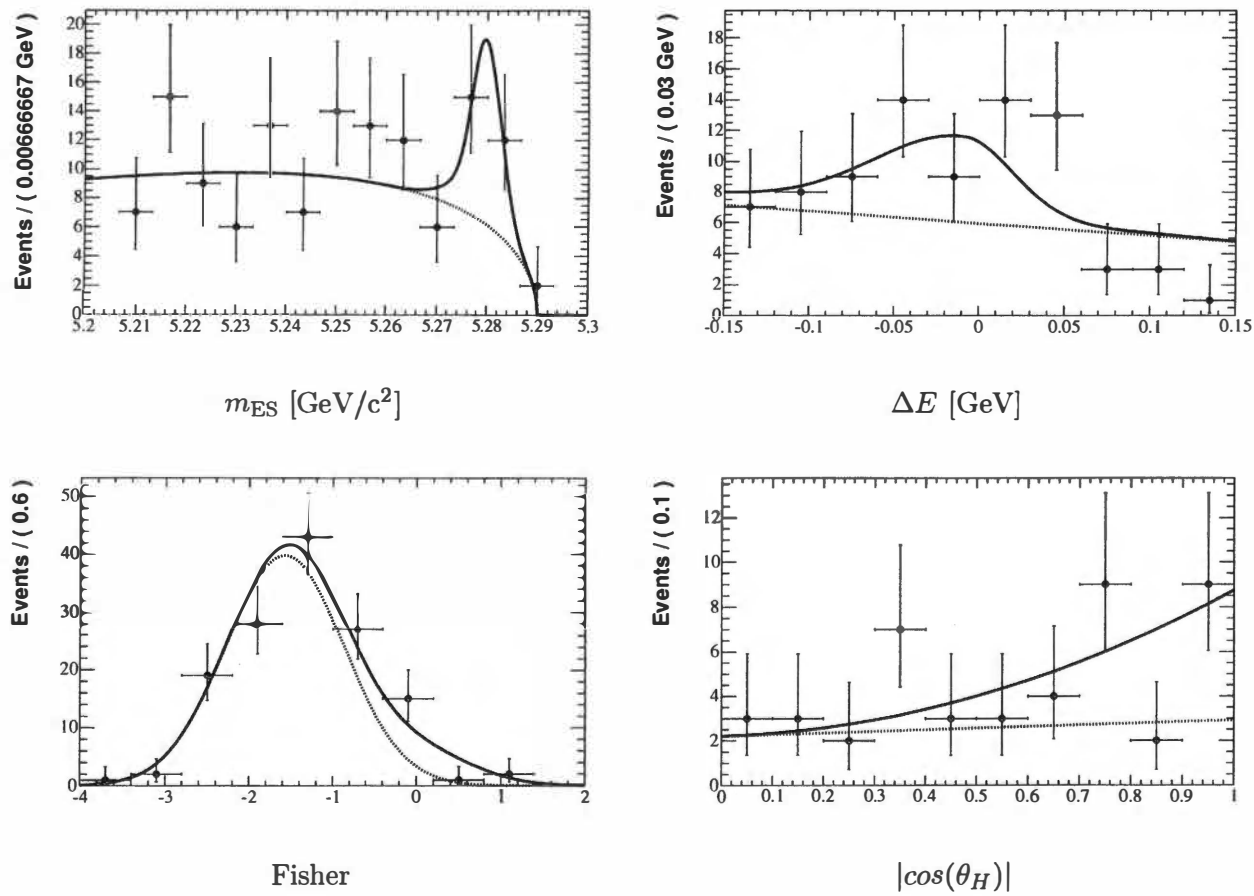 Events / ( 0.00666667 GeV )
20
18
16
14
12
10
8
6
4
2
0
5.2 5.21 5.22 5.23 5.24 5.25 5.26 5.27 5.28 5.29 5.3
m_ES [GeV/c²]
Events / ( 0.03 GeV )
18
16
14
12
10
8
6
4
2
0
-0.15 -0.1 -0.05 0 0.05 0.1 0.15
ΔE [GeV]
Events / ( 0.6 )
50
40
30
20
10
0
-4 -3 -2 -1 0 1 2
Fisher
Events / ( 0.1 )
12
10
8
6
4
2
0
0 0.1 0.2 0.3 0.4 0.5 0.6 0.7 0.8 0.9 1
|cos(θ_H)|